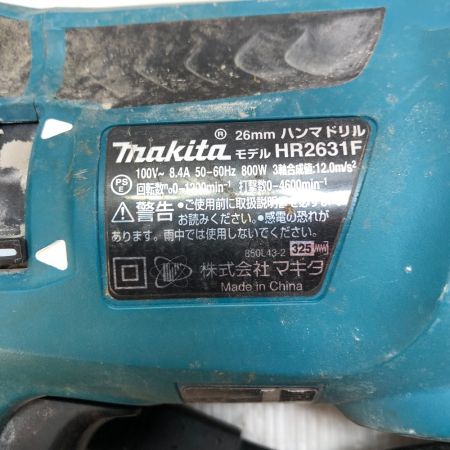 makita® 26mm ハンマドリル
モデル HR2631F
100V~ 8.4A 50-60Hz 800W 3軸合成値:12.0m/s²
PS E 回転数 0-1200min⁻¹ 打撃数0-4600min⁻¹
警告 •ご使用前に取扱説明書を必ず
お読みください。•感電の恐れが
あります。雨中では使用しないでください。
850L43-2 325
株式会社 マキタ
Made in China